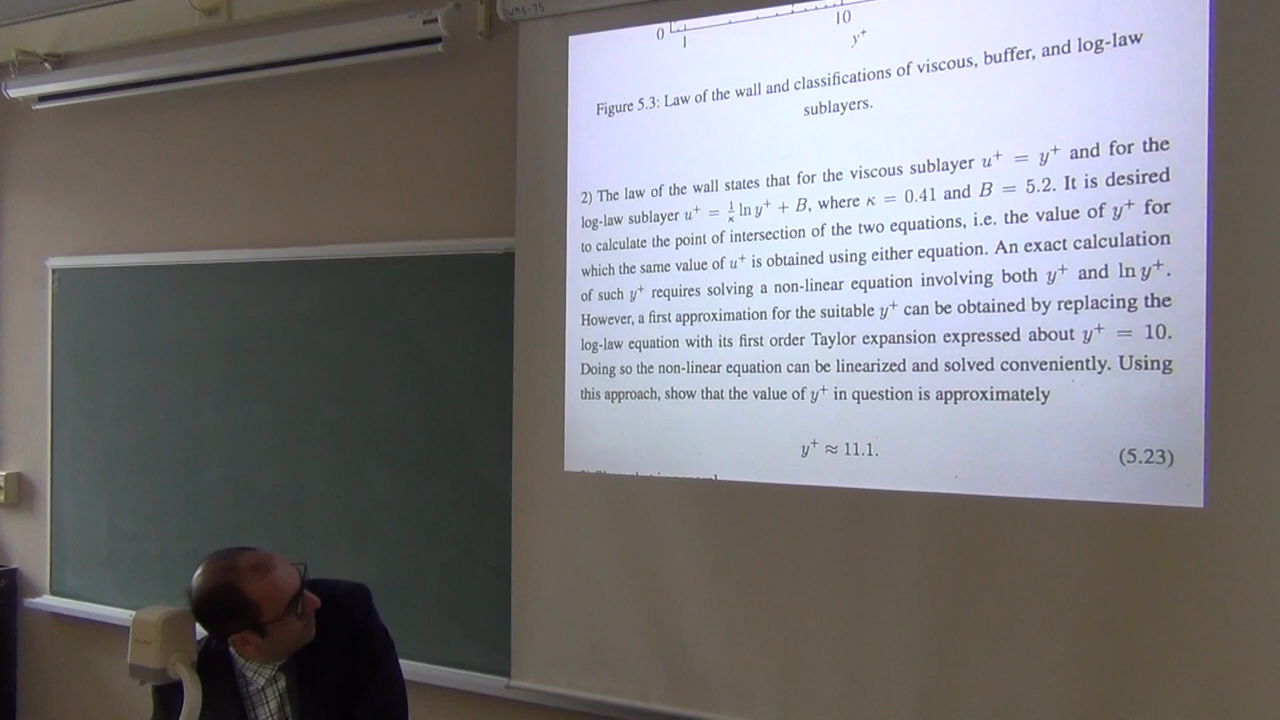 0
1
10
y⁺
Figure 5.3: Law of the wall and classifications of viscous, buffer, and log-law
sublayers.
2) The law of the wall states that for the viscous sublayer u⁺ = y⁺ and for the
log-law sublayer u⁺ = 1/κ ln y⁺ + B, where κ = 0.41 and B = 5.2. It is desired
to calculate the point of intersection of the two equations, i.e. the value of y⁺ for
which the same value of u⁺ is obtained using either equation. An exact calculation
of such y⁺ requires solving a non-linear equation involving both y⁺ and ln y⁺.
However, a first approximation for the suitable y⁺ can be obtained by replacing the
log-law equation with its first order Taylor expansion expressed about y⁺ = 10.
Doing so the non-linear equation can be linearized and solved conveniently. Using
this approach, show that the value of y⁺ in question is approximately
y⁺ ≈ 11.1. (5.23)